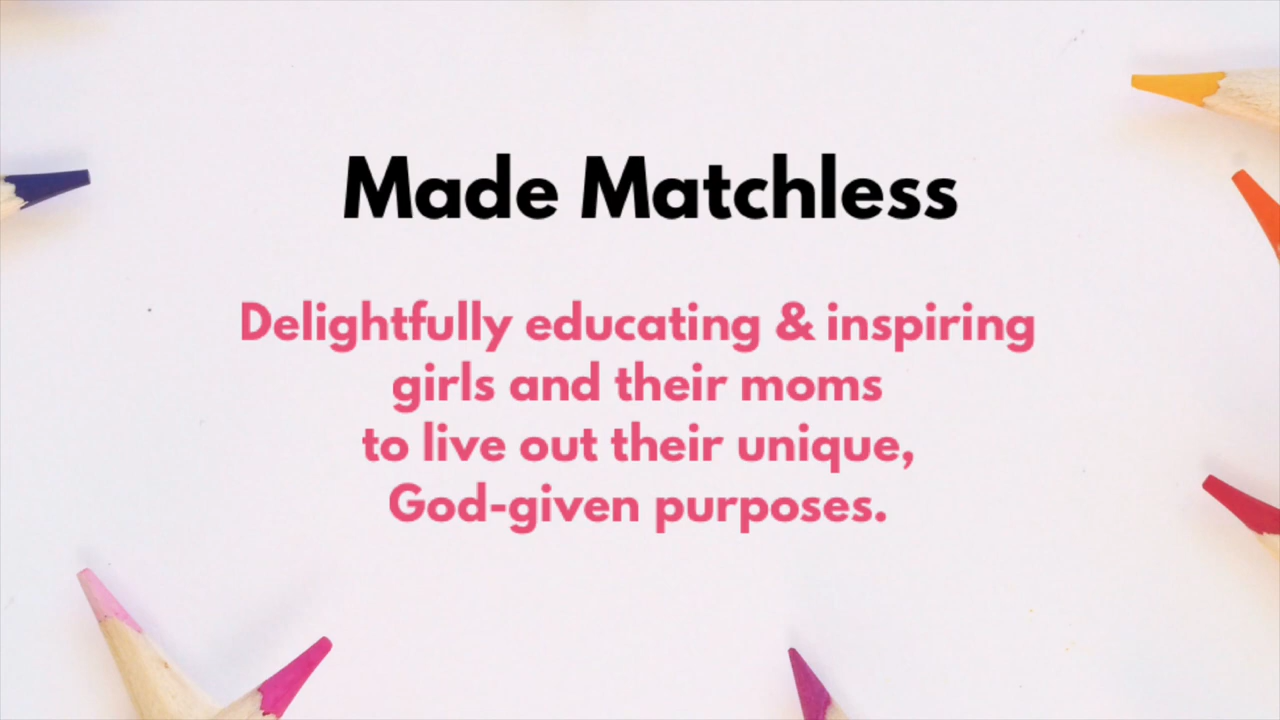 Made Matchless
Delightfully educating & inspiring
girls and their moms
to live out their unique,
God-given purposes.